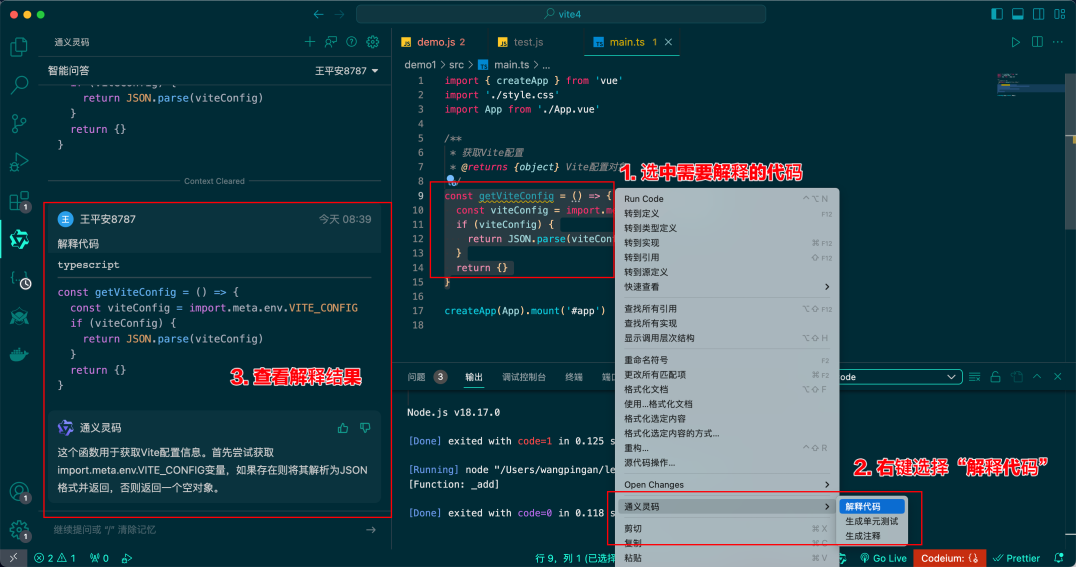 vite4
通义灵码
智能问答
王平安8787
return JSON.parse(viteConfig)
}
return {}
}
Context Cleared
王
王平安8787
今天 08:39
解释代码
typescript
const getViteConfig = () => {
const viteConfig = import.meta.env.VITE_CONFIG
if (viteConfig) {
return JSON.parse(viteConfig)
}
return {}
}
3. 查看解释结果
通义灵码
这个函数用于获取Vite配置信息。首先尝试获取
import.meta.env.VITE_CONFIG变量，如果存在则将其解析为JSON
格式并返回，否则返回一个空对象。
继续提问或 "/" 清除记忆
demo.js 2
test.js
main.ts 1
demo1 > src > main.ts > ...
1 import { createApp } from 'vue'
2 import './style.css'
3 import App from './App.vue'
4
5 /**
6 * 获取Vite配置
7 * @returns {object} Vite配置对
8
9 const getViteConfig = () => {
10 const viteConfig = import.m
11 if (viteConfig) {
12 return JSON.parse(viteCon
13 }
14 return {}
15 }
16
17 createApp(App).mount('#app')
18
1. 选中需要解释的代码
Run Code ^⌥N
转到定义 F12
转到类型定义
转到实现 ⌘F12
转到引用 ⇧F12
转到源定义
快速查看
查找所有引用 ⌥⇧F12
查找所有实现
显示调用层次结构 ⌥⇧H
重命名符号 F2
更改所有匹配项 ⌘F2
格式化文档 ⌥⇧F
使用...格式化文档
格式化选定内容
格式化选定内容的方式...
重构... ^⇧R
源代码操作...
Open Changes
通义灵码
剪切 ⌘X
复制 ⌘C
粘贴 ⌘V
解释代码
生成单元测试
生成注释
2. 右键选择“解释代码”
问题 3 输出 调试控制台 终端 端口
ode
Node.js v18.17.0
[Done] exited with code=1 in 0.125 s
[Running] node "/Users/wangpingan/le
[Function: _add]
[Done] exited with code=0 in 0.118 s
1
1
1
2 1 0
行 9，列 1 (已选择
Go Live
Codeium: {}
Prettier